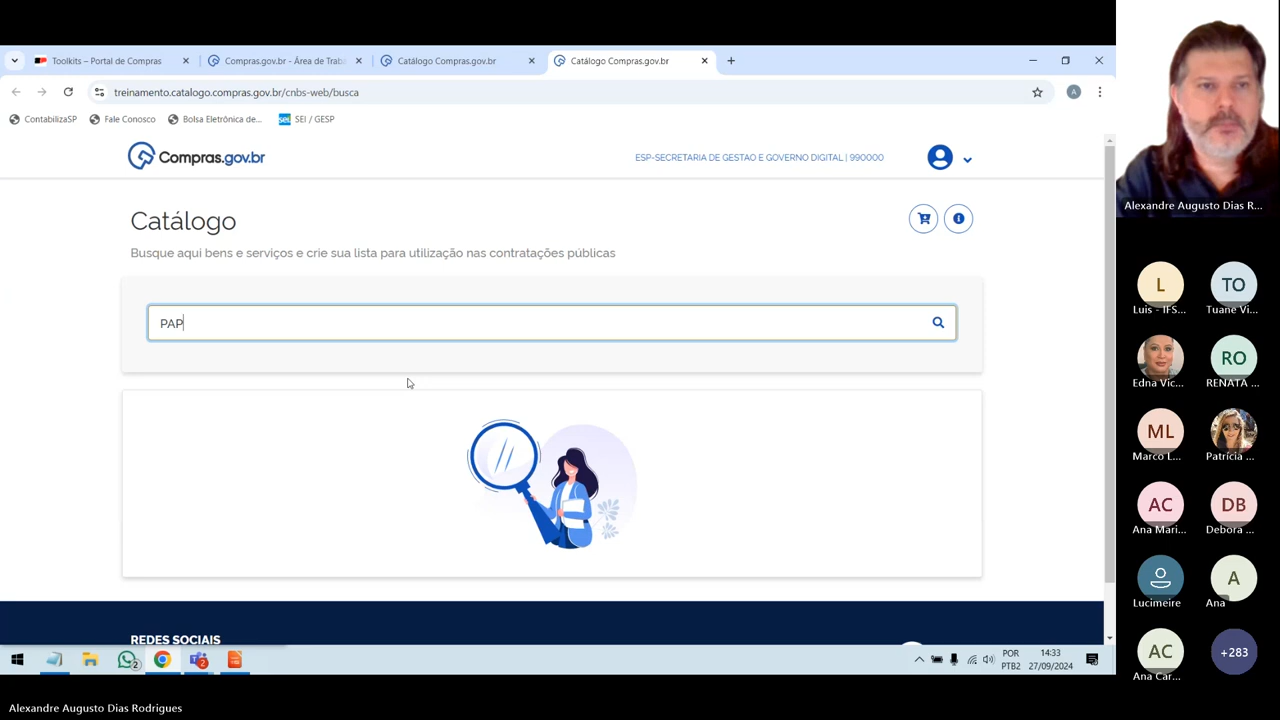 Toolkits – Portal de Compras
Compras.gov.br - Área de Trab
Catálogo Compras.gov.br
Catálogo Compras.gov.br
treinamento.catalogo.compras.gov.br/cnbs-web/busca
A
ContabilizaSP
Fale Conosco
Bolsa Eletrônica de...
sei.
SEI / GESP
Compras.gov.br
ESP-SECRETARIA DE GESTAO E GOVERNO DIGITAL | 990000
Catálogo
Busque aqui bens e serviços e crie sua lista para utilização nas contratações públicas
PAP
REDES SOCIAIS
2
2
POR
PTB2
14:33
27/09/2024
Alexandre Augusto Dias R...
L
Luis - IFS...
TO
Tuane Vi...
Edna Vic...
RO
RENATA ...
ML
Marco L...
Patrícia ...
AC
Ana Mari...
DB
Debora ...
Lucimeire
A
Ana
AC
Ana Car...
+283
Alexandre Augusto Dias Rodrigues